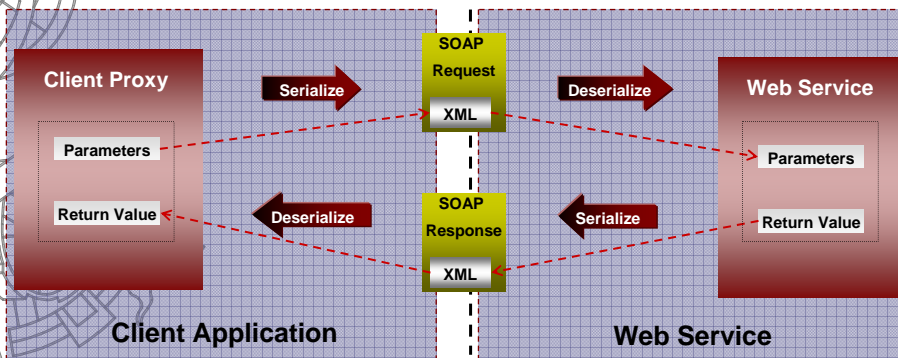 SOAP
Request
XML
Client Proxy
Serialize
Deserialize
Web Service
Parameters
Parameters
Return Value
Deserialize
SOAP
Response
XML
Serialize
Return Value
Client Application
Web Service